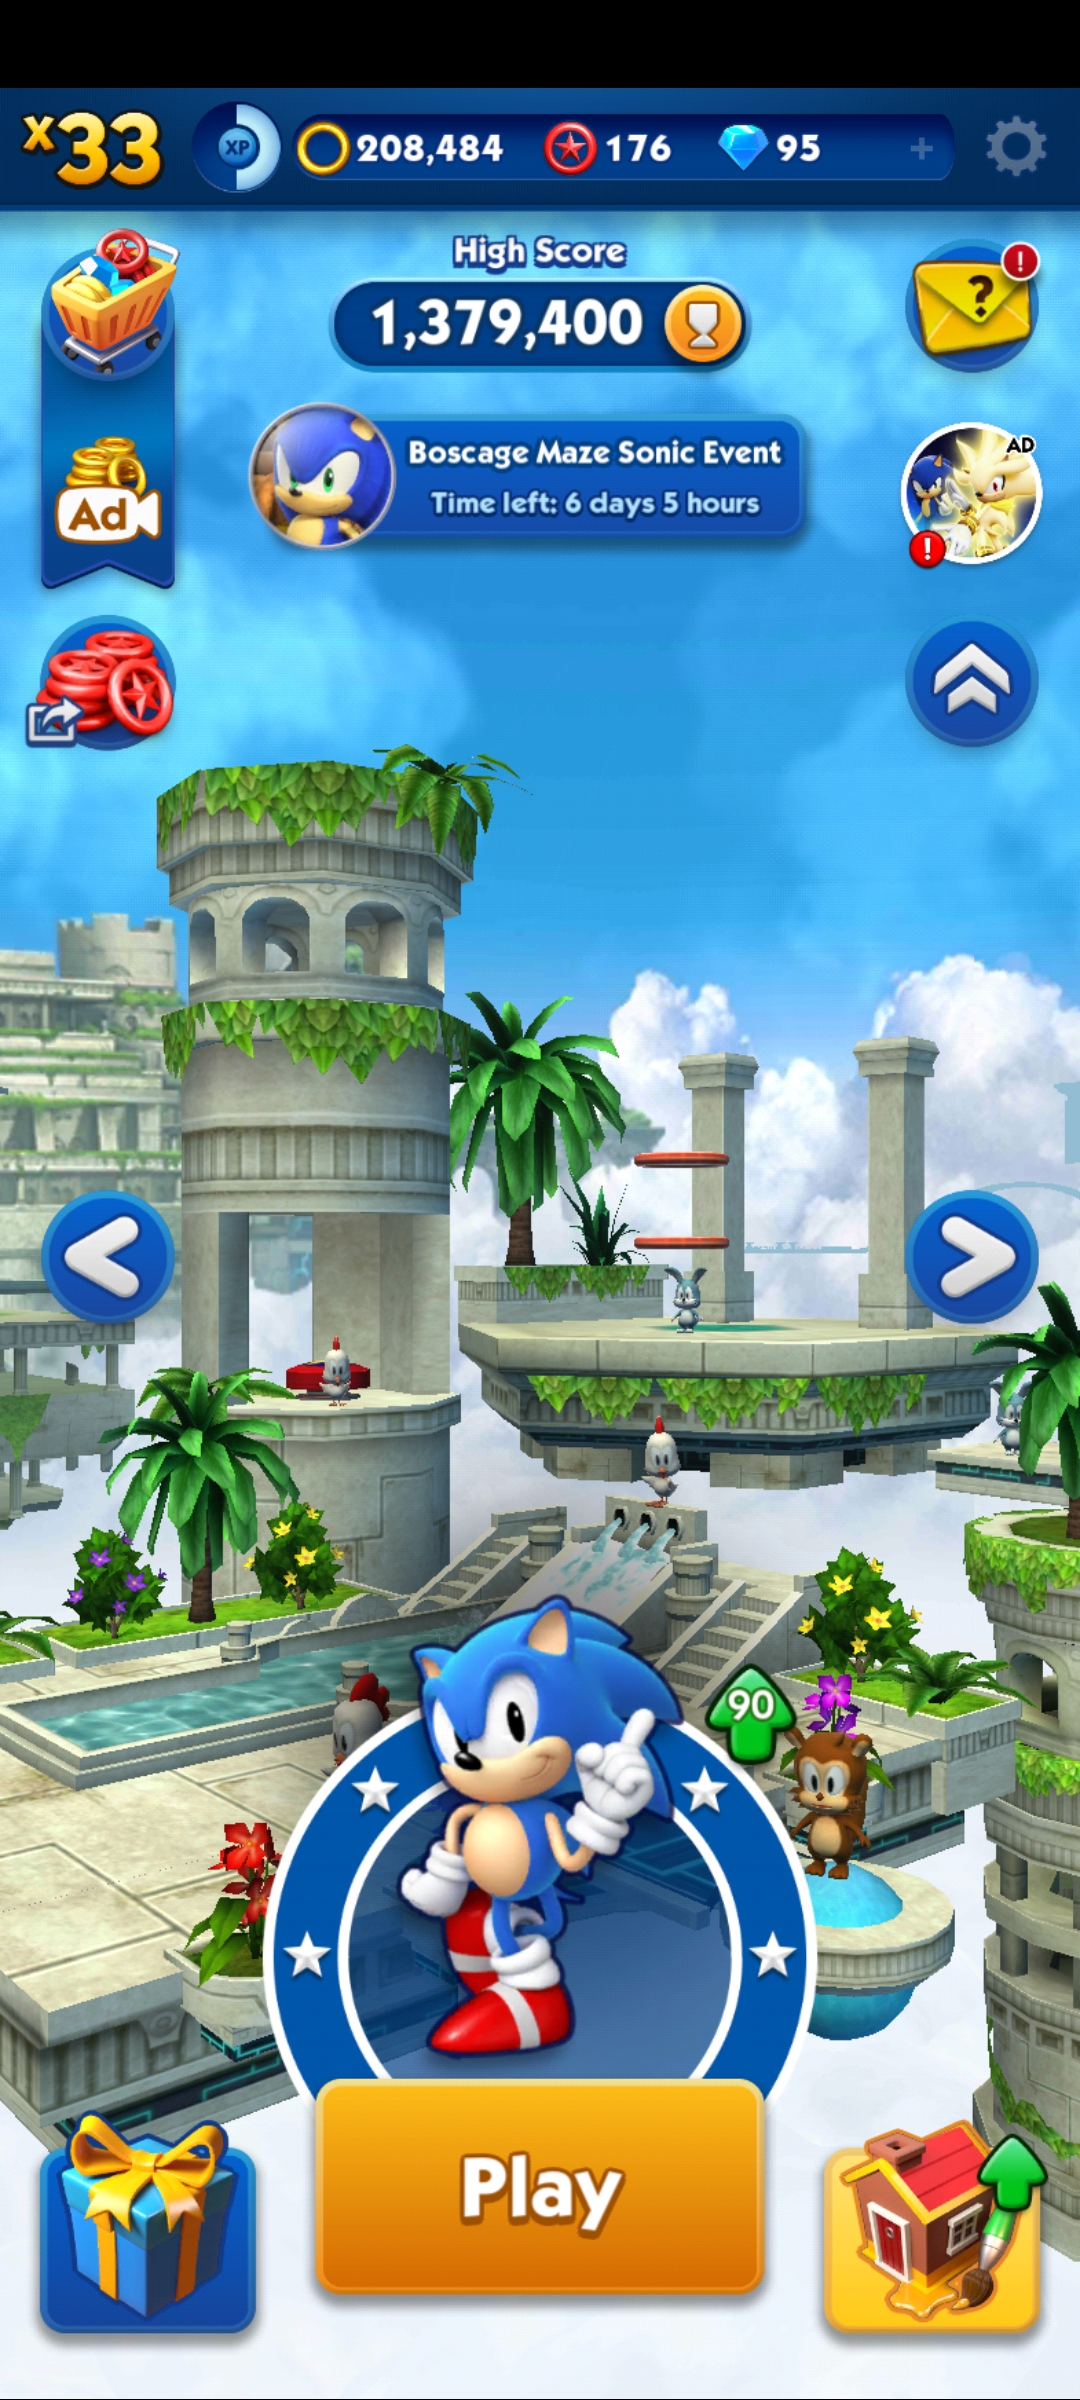 x33
XP
208,484
176
95
+
High Score
1,379,400
?
!
Boscage Maze Sonic Event
Time left: 6 days 5 hours
AD
!
Ad
90
Play